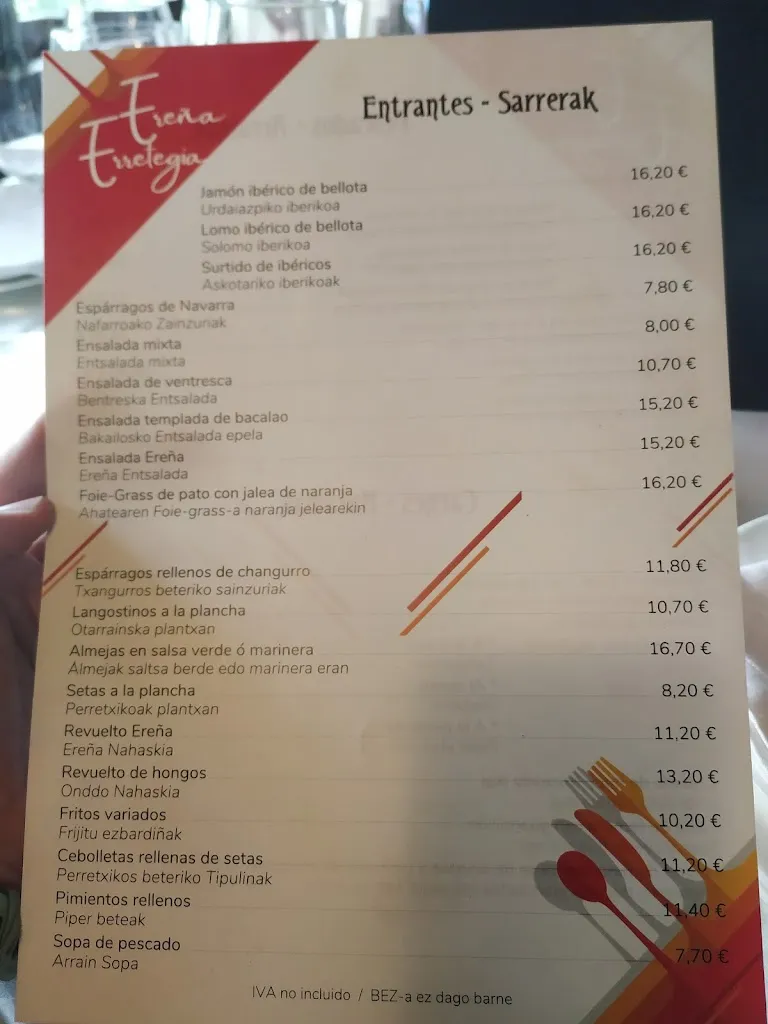 Ereña
Erretegia
Entrantes - Sarrerak
Jamón ibérico de bellota 16,20 €
Urdaiazpiko iberikoa
Lomo ibérico de bellota 16,20 €
Solomo iberikoa
Surtido de ibéricos 16,20 €
Askotariko iberikoak
Espárragos de Navarra 7,80 €
Nafarroako Zainzuriak
Ensalada mixta 8,00 €
Entsalada mixta
Ensalada de ventresca 10,70 €
Bentreska Entsalada
Ensalada templada de bacalao 15,20 €
Bakailosko Entsalada epela
Ensalada Ereña 15,20 €
Ereña Entsalada
Foie-Grass de pato con jalea de naranja 16,20 €
Ahatearen Foie-grass-a naranja jelearekin
Espárragos rellenos de changurro 11,80 €
Txangurros beteriko sainzuriak
Langostinos a la plancha 10,70 €
Otarrainska plantxan
Almejas en salsa verde ó marinera 16,70 €
Álmejak saltsa berde edo marinera eran
Setas a la plancha 8,20 €
Perretxikoak plantxan
Revuelto Ereña 11,20 €
Ereña Nahaskia
Revuelto de hongos 13,20 €
Onddo Nahaskia
Fritos variados 10,20 €
Frijitu ezbardiñak
Cebolletas rellenas de setas 11,20 €
Perretxikos beteriko Tipulinak
Pimientos rellenos 11,40 €
Piper beteak
Sopa de pescado 7,70 €
Arrain Sopa
IVA no incluido / BEZ-a ez dago barne